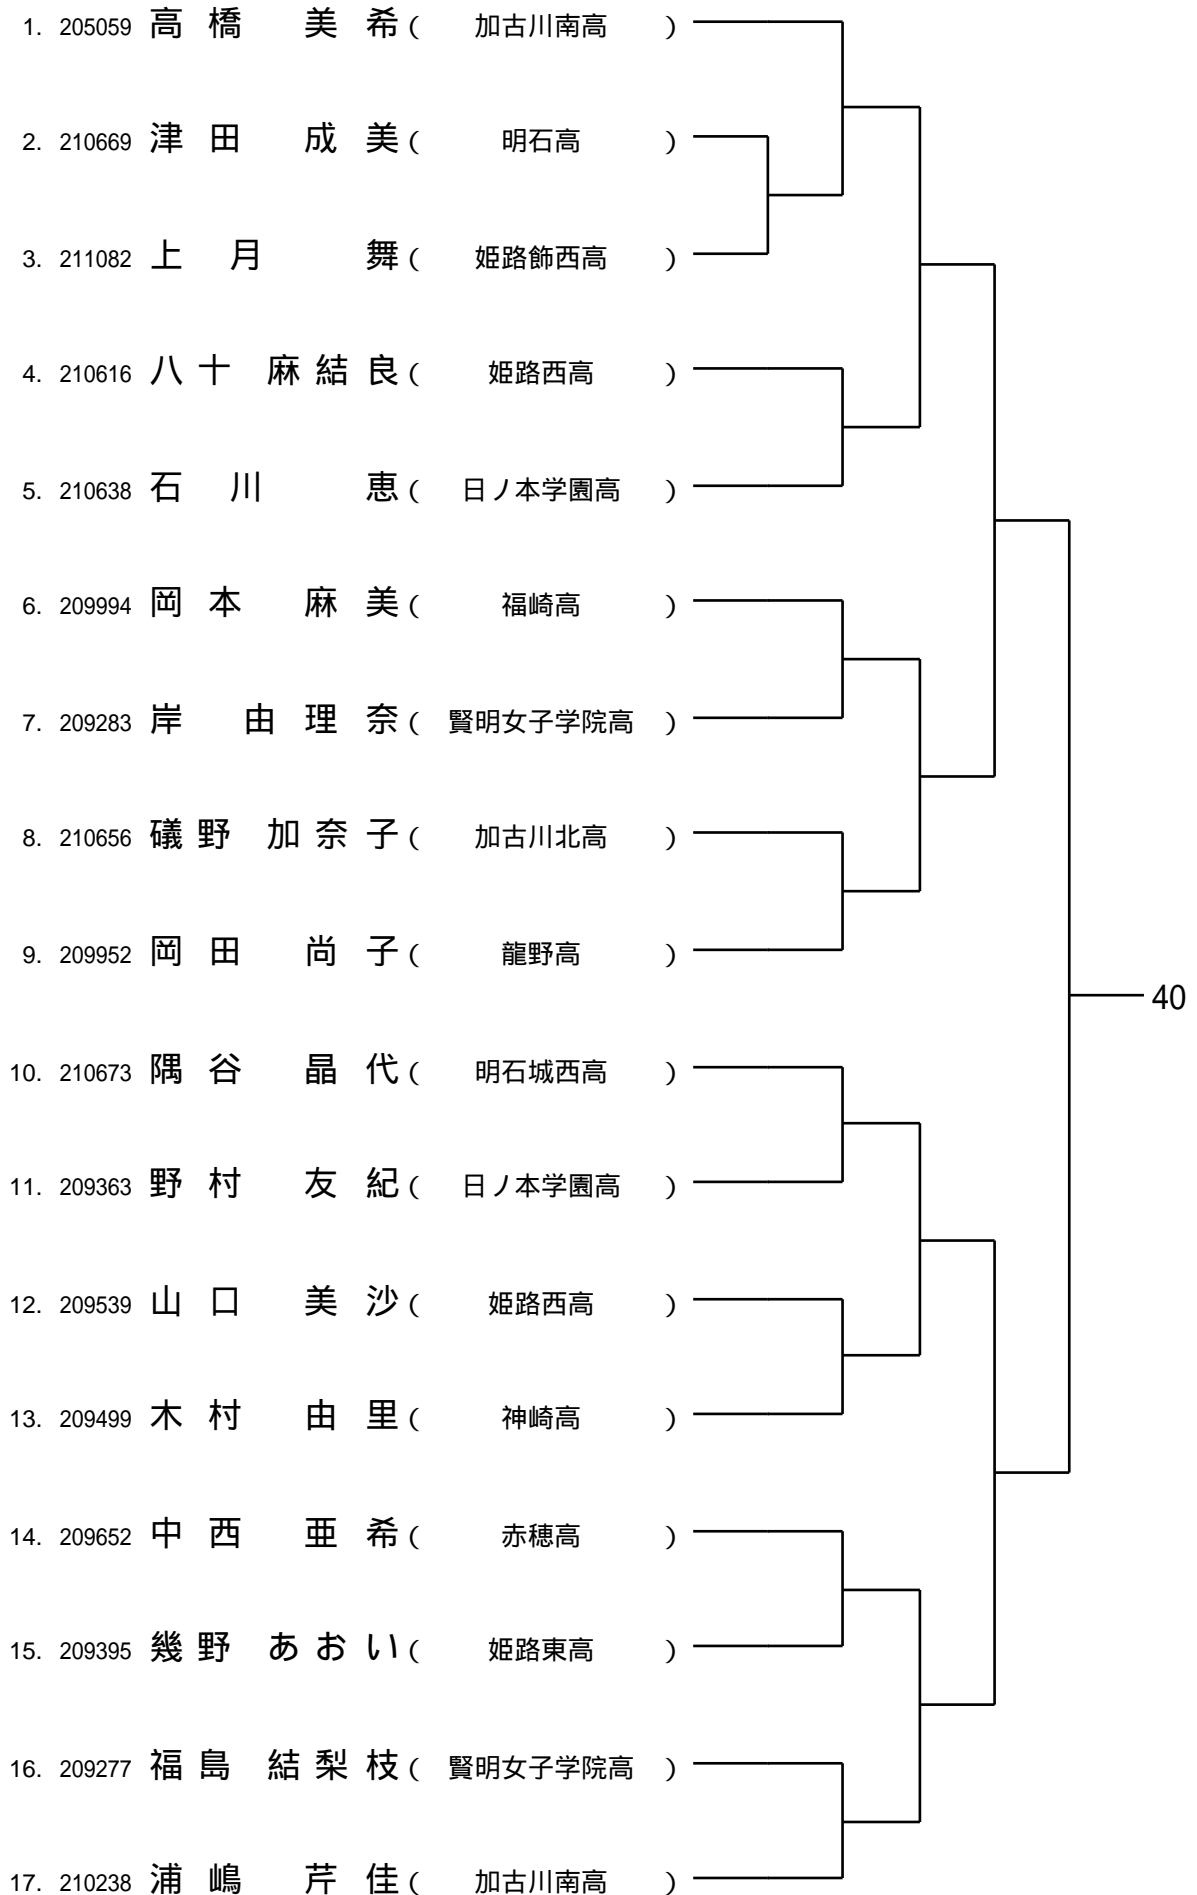 1. 205059 高橋 美希 ( 加古川南高 )
2. 210669 津田 成美 ( 明石高 )
3. 211082 上月 舞 ( 姫路飾西高 )
4. 210616 八十 麻結良 ( 姫路西高 )
5. 210638 石川 恵 ( 日ノ本学園高 )
6. 209994 岡本 麻美 ( 福崎高 )
7. 209283 岸 由理奈 ( 賢明女子学院高 )
8. 210656 礒野 加奈子 ( 加古川北高 )
9. 209952 岡田 尚子 ( 龍野高 )
40
10. 210673 隅谷 晶代 ( 明石城西高 )
11. 209363 野村 友紀 ( 日ノ本学園高 )
12. 209539 山口 美沙 ( 姫路西高 )
13. 209499 木村 由里 ( 神崎高 )
14. 209652 中西 亜希 ( 赤穂高 )
15. 209395 幾野 あおい ( 姫路東高 )
16. 209277 福島 結梨枝 ( 賢明女子学院高 )
17. 210238 浦嶋 芹佳 ( 加古川南高 )